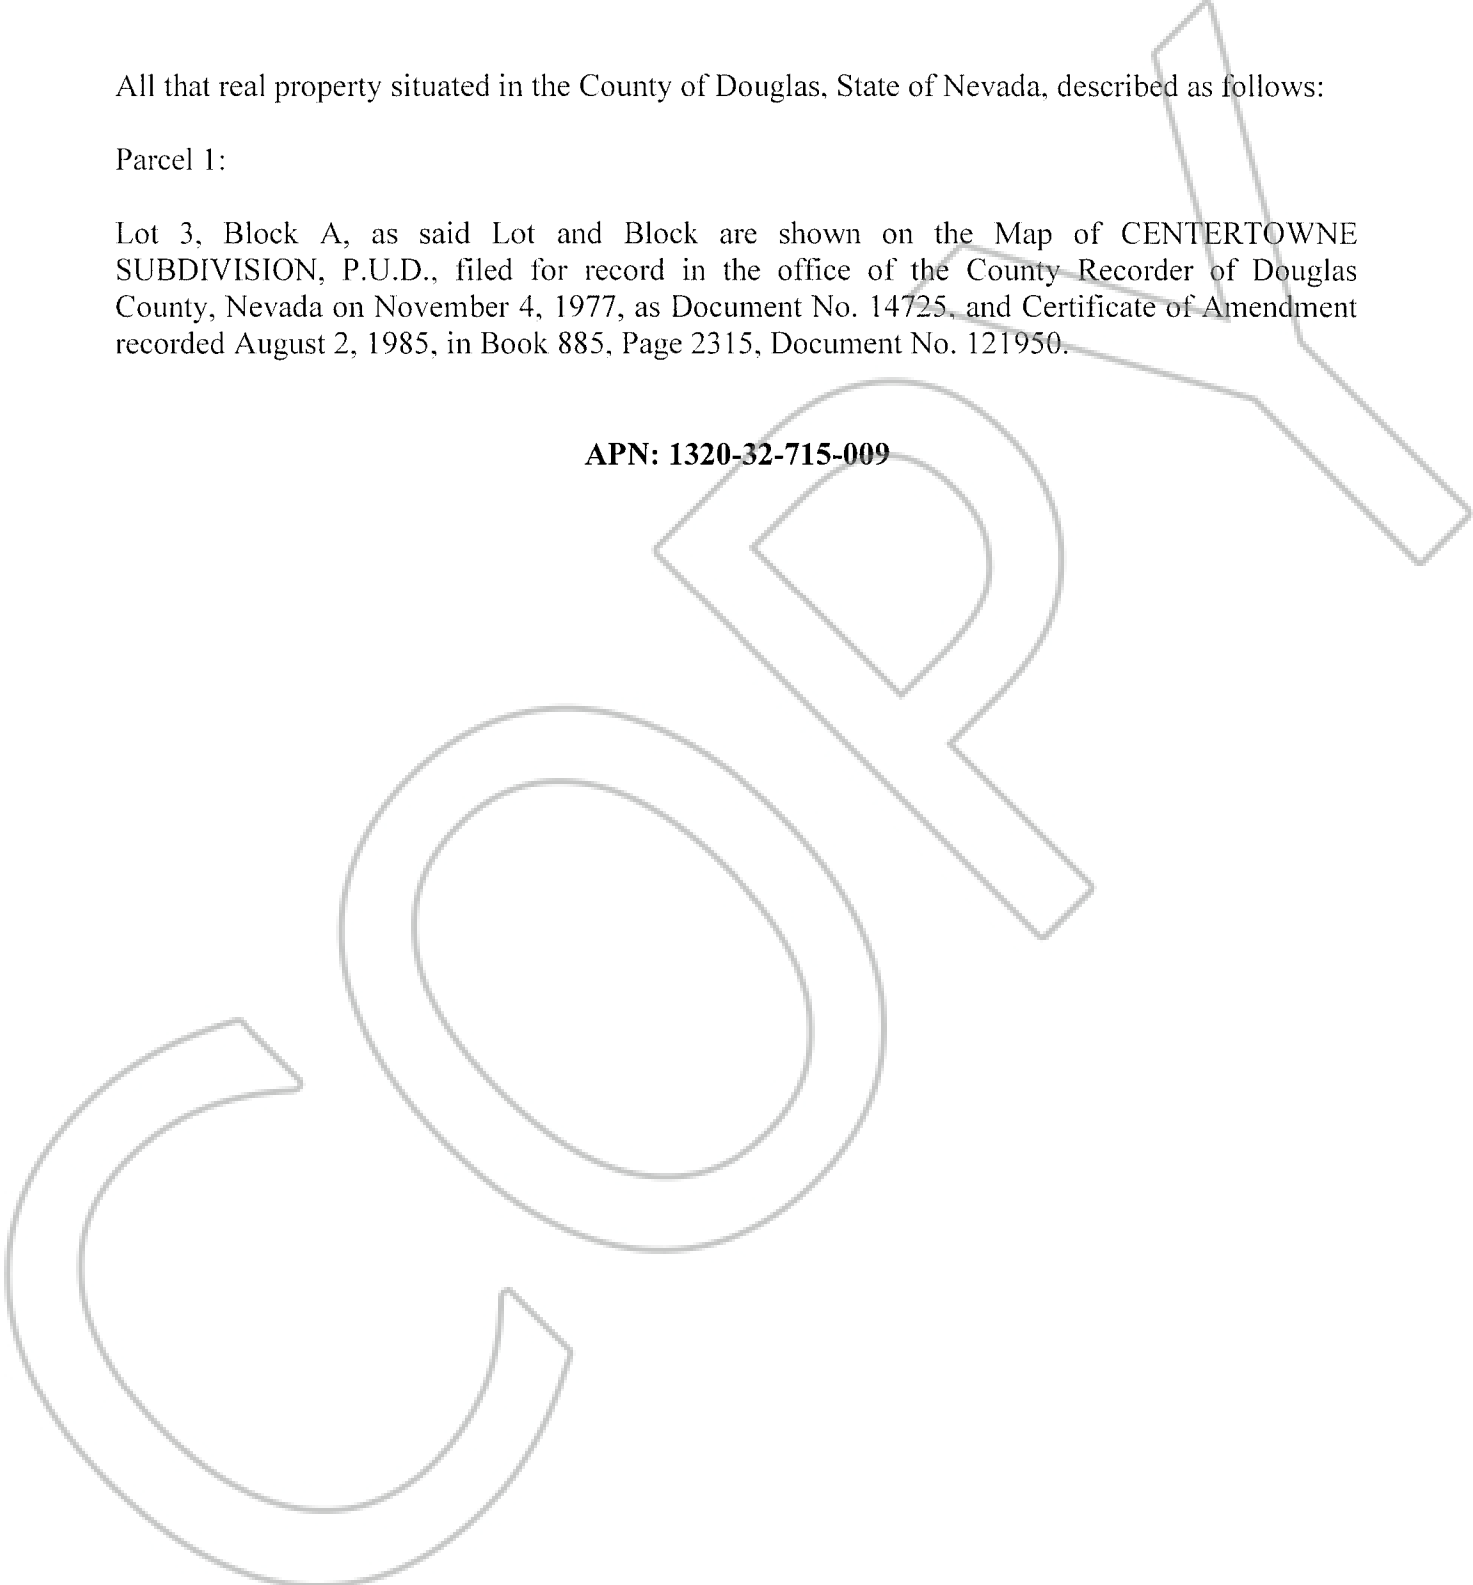 All that real property situated in the County of Douglas, State of Nevada, described as follows:
Parcel 1:
Lot 3, Block A, as said Lot and Block are shown on the Map of CENTERTOWNE
SUBDIVISION, P.U.D., filed for record in the office of the County Recorder of Douglas
County, Nevada on November 4, 1977, as Document No. 14725, and Certificate of Amendment
recorded August 2, 1985, in Book 885, Page 2315, Document No. 121950.
APN: 1320-32-715-009
COPY